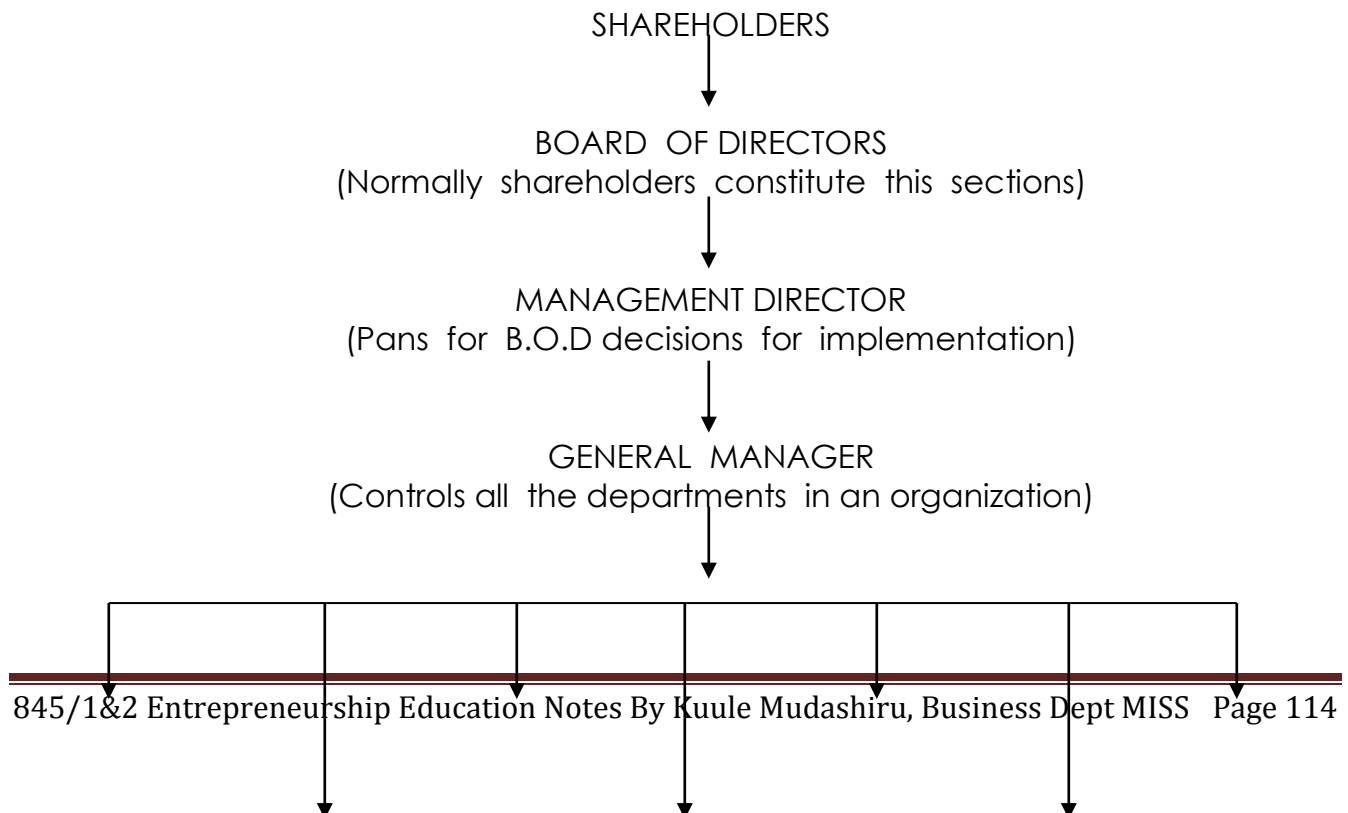 SHAREHOLDERS
BOARD OF DIRECTORS
(Normally shareholders constitute this sections)
MANAGEMENT DIRECTOR
(Pans for B.O.D decisions for implementation)
GENERAL MANAGER
(Controls all the departments in an organization)
845/1&2 Entrepreneurship Education Notes By Kuule Mudashiru, Business Dept MISS Page 114